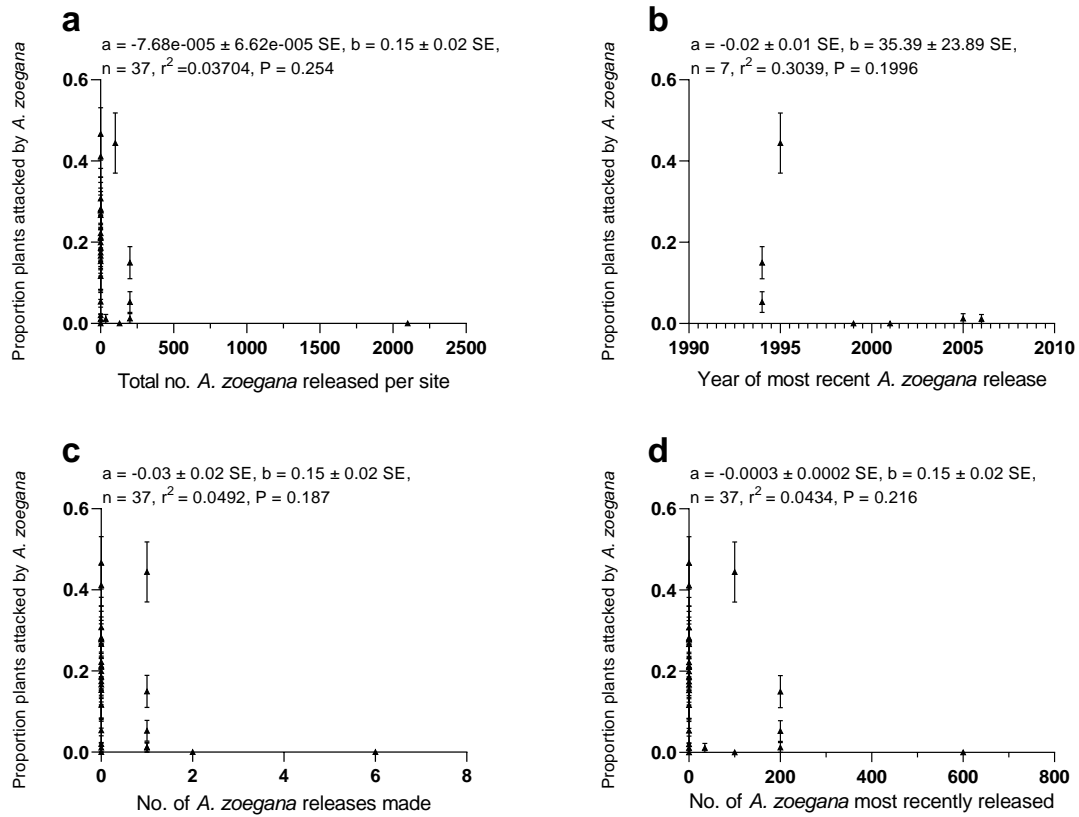 a
a = -7.68e-005 ± 6.62e-005 SE, b = 0.15 ± 0.02 SE,
n = 37, r2 =0.03704, P = 0.254
Proportion plants attacked by A. zoegana
0.6
0.4
0.2
0.0
0 500 1000 1500 2000 2500
Total no. A. zoegana released per site
b
a = -0.02 ± 0.01 SE, b = 35.39 ± 23.89 SE,
n = 7, r2 = 0.3039, P = 0.1996
Proportion plants attacked by A. zoegana
0.6
0.4
0.2
0.0
1990 1995 2000 2005 2010
Year of most recent A. zoegana release
c
a = -0.03 ± 0.02 SE, b = 0.15 ± 0.02 SE,
n = 37, r2 = 0.0492, P = 0.187
Proportion plants attacked by A. zoegana
0.6
0.4
0.2
0.0
0 2 4 6 8
No. of A. zoegana releases made
d
a = -0.0003 ± 0.0002 SE, b = 0.15 ± 0.02 SE,
n = 37, r2 = 0.0434, P = 0.216
Proportion plants attacked by A. zoegana
0.6
0.4
0.2
0.0
0 200 400 600 800
No. of A. zoegana most recently released